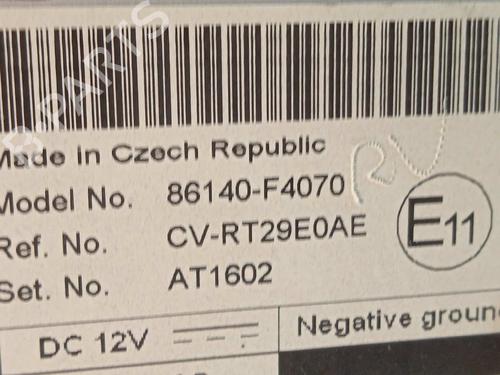 Made in Czech Republic
Model No. 86140-F4070
Ref. No. CV-RT29E0AE
Set. No. AT1602
E11
DC 12V
Negative ground